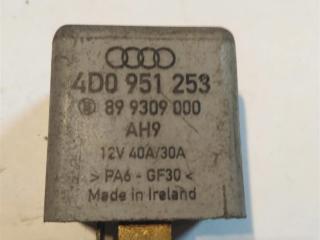 4D0 951 253
89 9309 000
AH9
12V 40A/30A
> PA6 - GF30 <
Made in Ireland